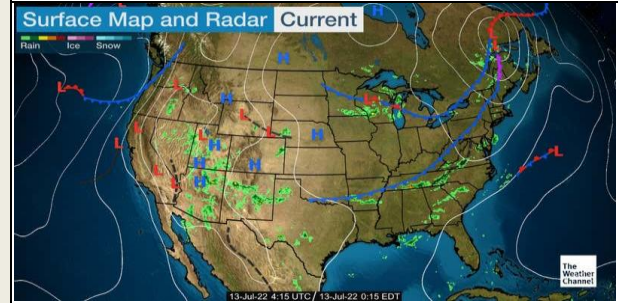 Surface Map and Radar Current
Rain Ice Snow
H
H
L
L
L
H
L
H
L
L
L
L
L
L
H
H
L
H
H
H
L
L
The Weather Channel
13-Jul-22 4:15 UTC / 13-Jul-22 0:15 EDT